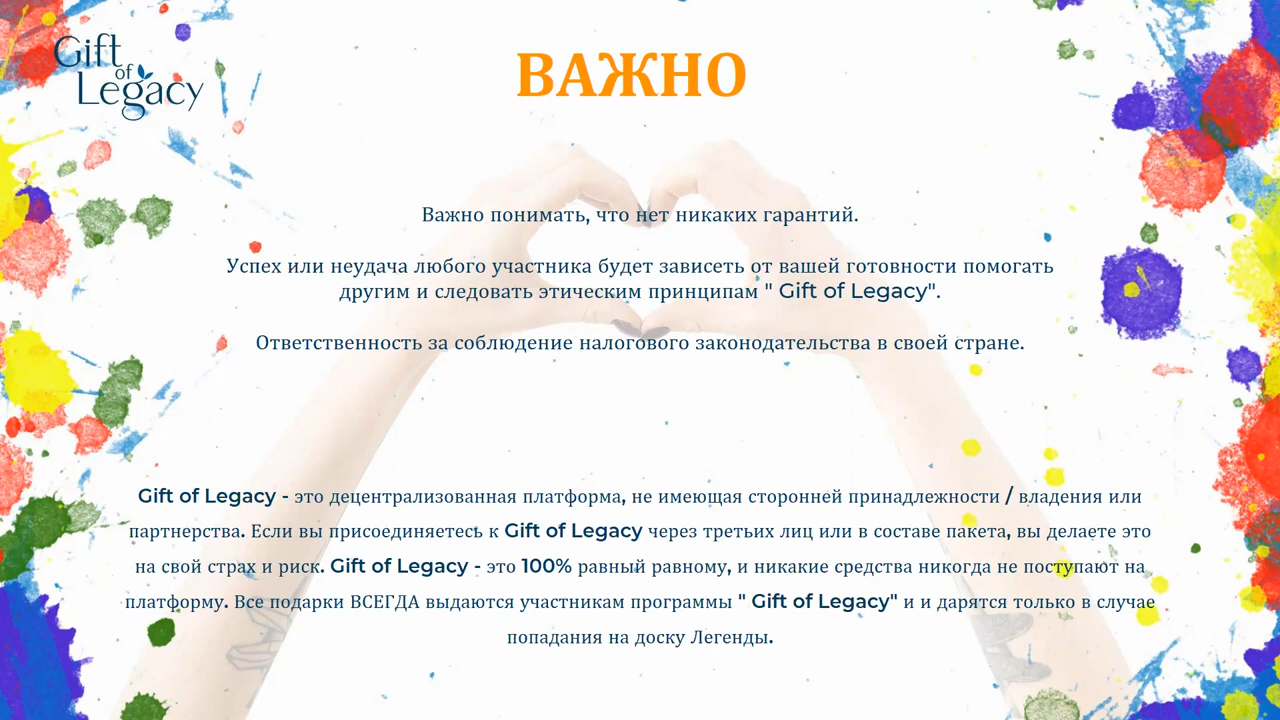 Gift
of
Legacy
ВАЖНО
Важно понимать, что нет никаких гарантий.
Успех или неудача любого участника будет зависеть от вашей готовности помогать
другим и следовать этическим принципам " Gift of Legacy".
Ответственность за соблюдение налогового законодательства в своей стране.
Gift of Legacy - это децентрализованная платформа, не имеющая сторонней принадлежности / владения или
партнерства. Если вы присоединяетесь к Gift of Legacy через третьих лиц или в составе пакета, вы делаете это
на свой страх и риск. Gift of Legacy - это 100% равный равному, и никакие средства никогда не поступают на
платформу. Все подарки ВСЕГДА выдаются участникам программы " Gift of Legacy" и и дарятся только в случае
попадания на доску Легенды.